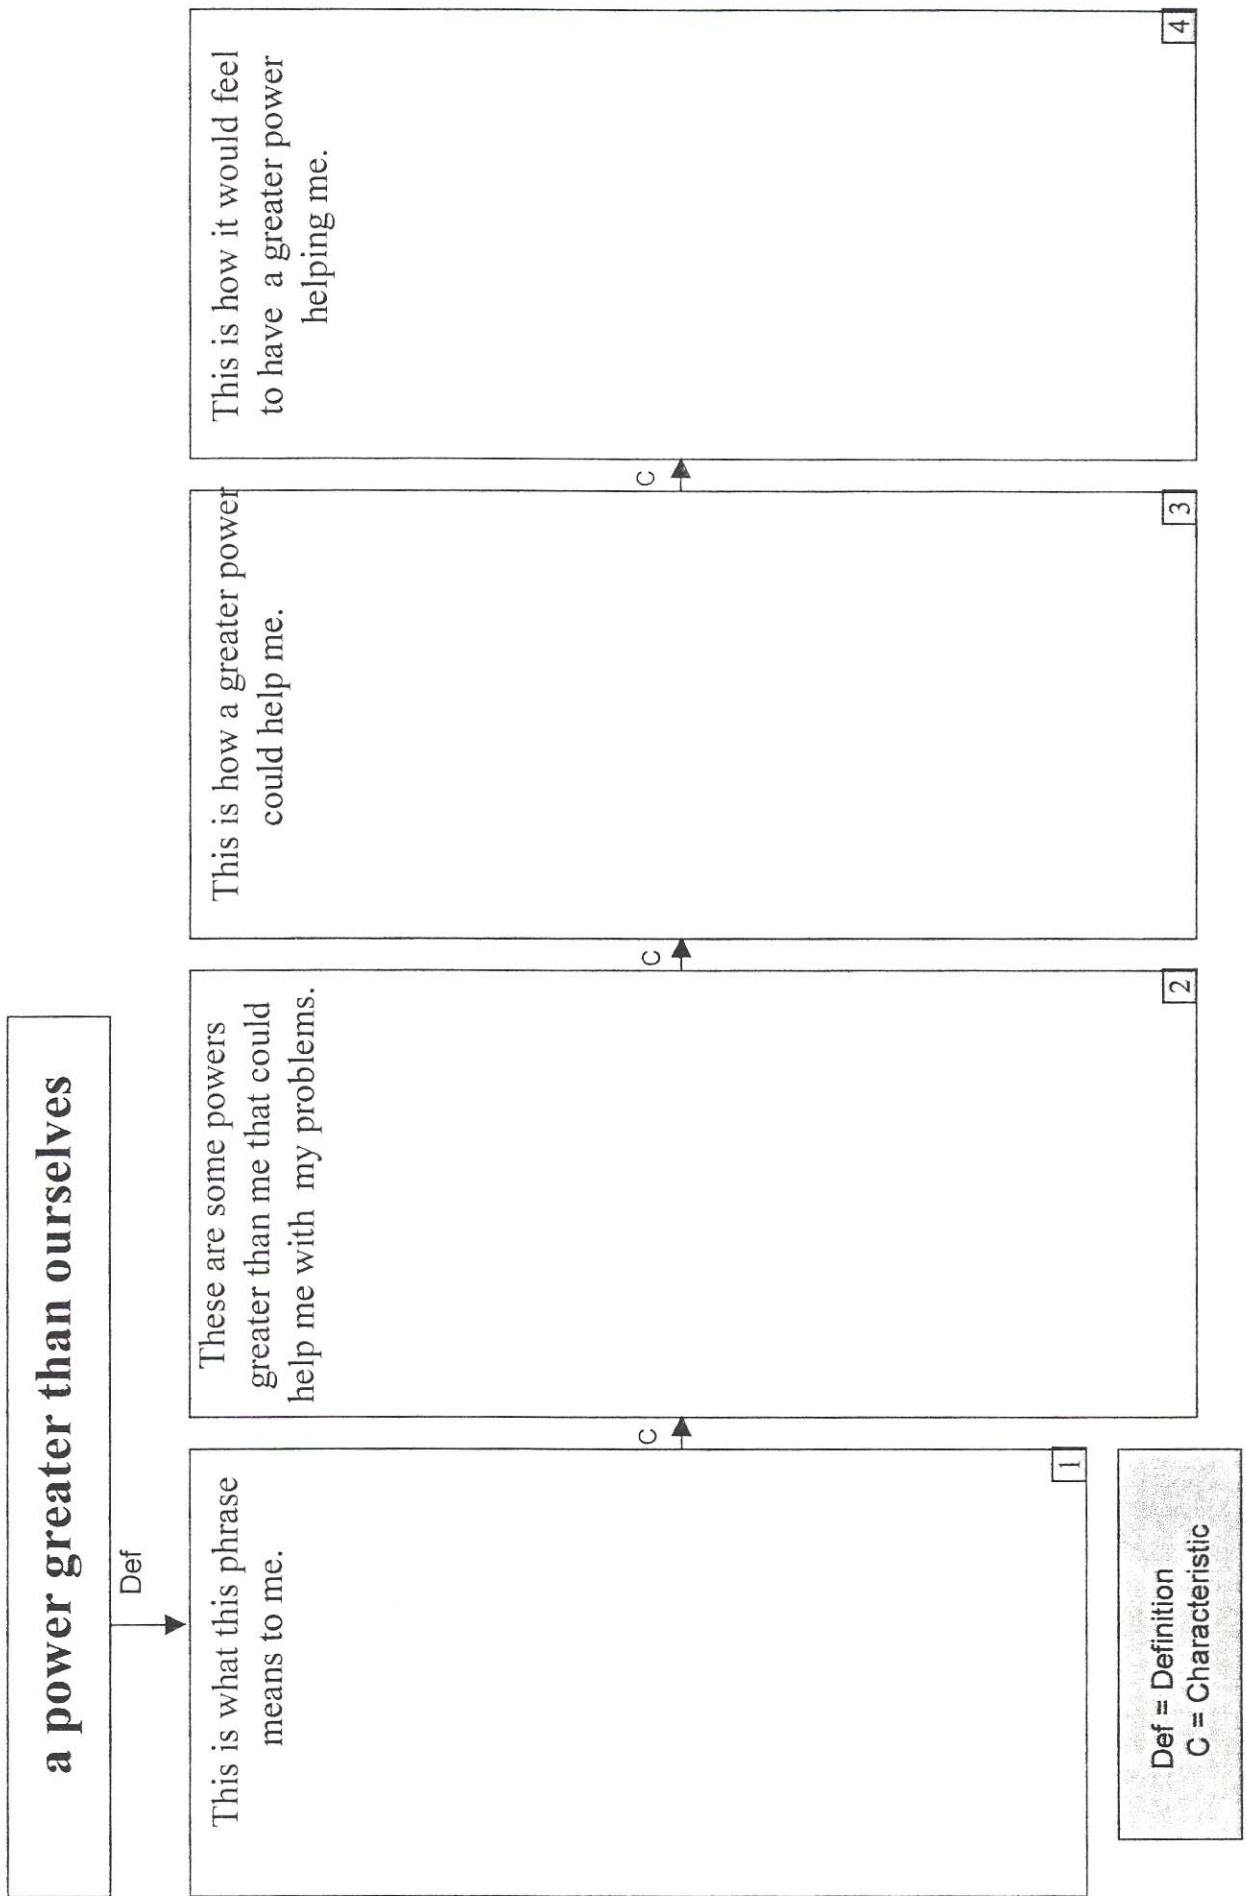 a power greater than ourselves
Def
This is what this phrase
means to me.
1
C
These are some powers
greater than me that could
help me with my problems.
2
C
This is how a greater power
could help me.
3
C
This is how it would feel
to have a greater power
helping me.
4
Def = Definition
C = Characteristic